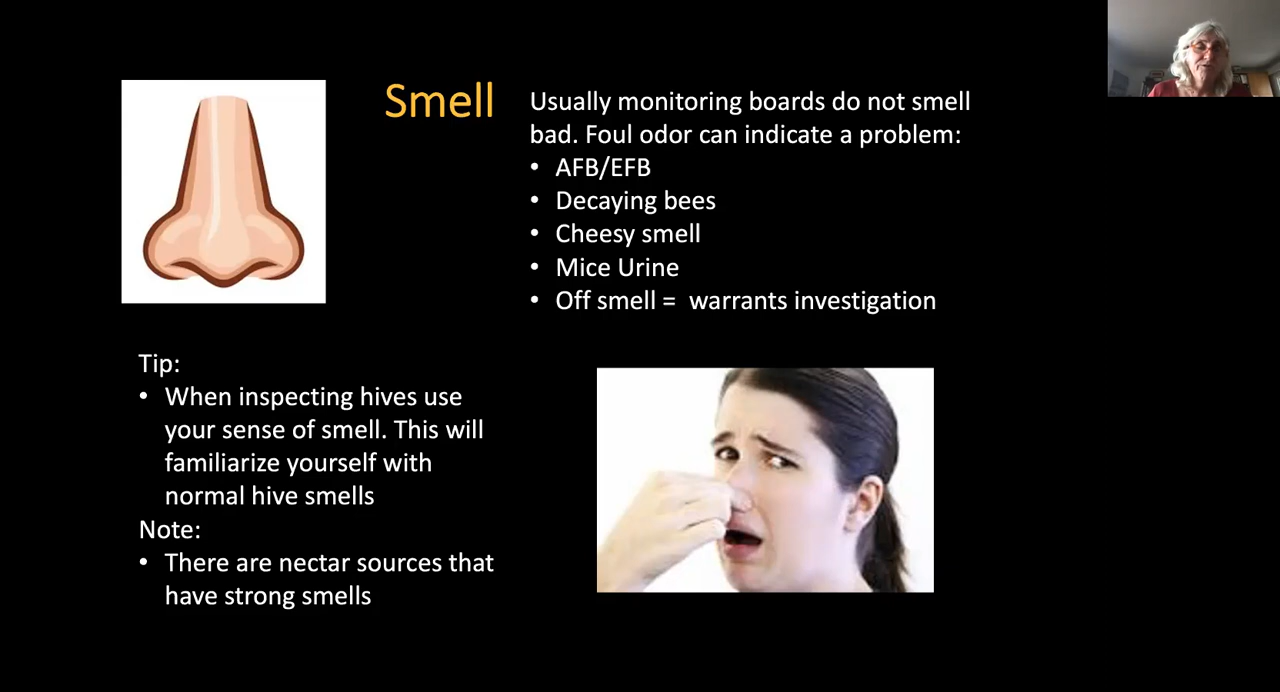 Smell
Usually monitoring boards do not smell
bad. Foul odor can indicate a problem:
• AFB/EFB
• Decaying bees
• Cheesy smell
• Mice Urine
• Off smell = warrants investigation
Tip:
• When inspecting hives use
your sense of smell. This will
familiarize yourself with
normal hive smells
Note:
• There are nectar sources that
have strong smells